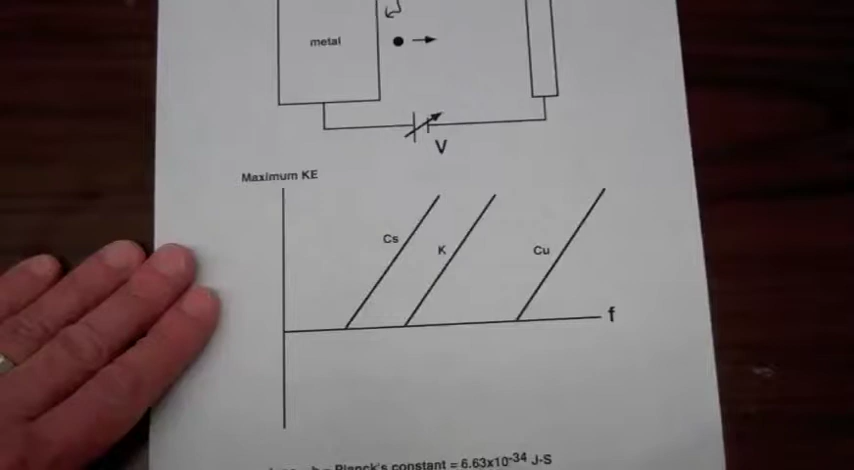 metal
V
Maximum KE
Cs
K
Cu
f
Planck's constant = 6.63x10-34 J-S